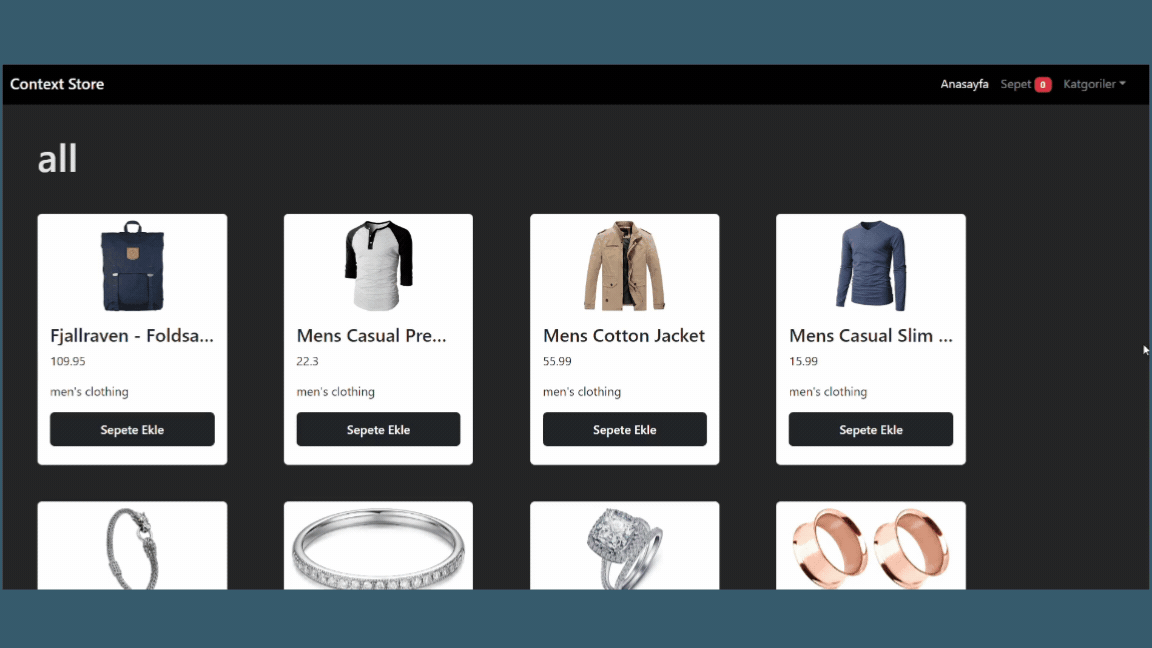 Context Store
Anasayfa Sepet 0 Katgoriler
all
Fjallraven - Foldsa...
109.95
men's clothing
Sepete Ekle
Mens Casual Pre...
22.3
men's clothing
Sepete Ekle
Mens Cotton Jacket
55.99
men's clothing
Sepete Ekle
Mens Casual Slim ...
15.99
men's clothing
Sepete Ekle